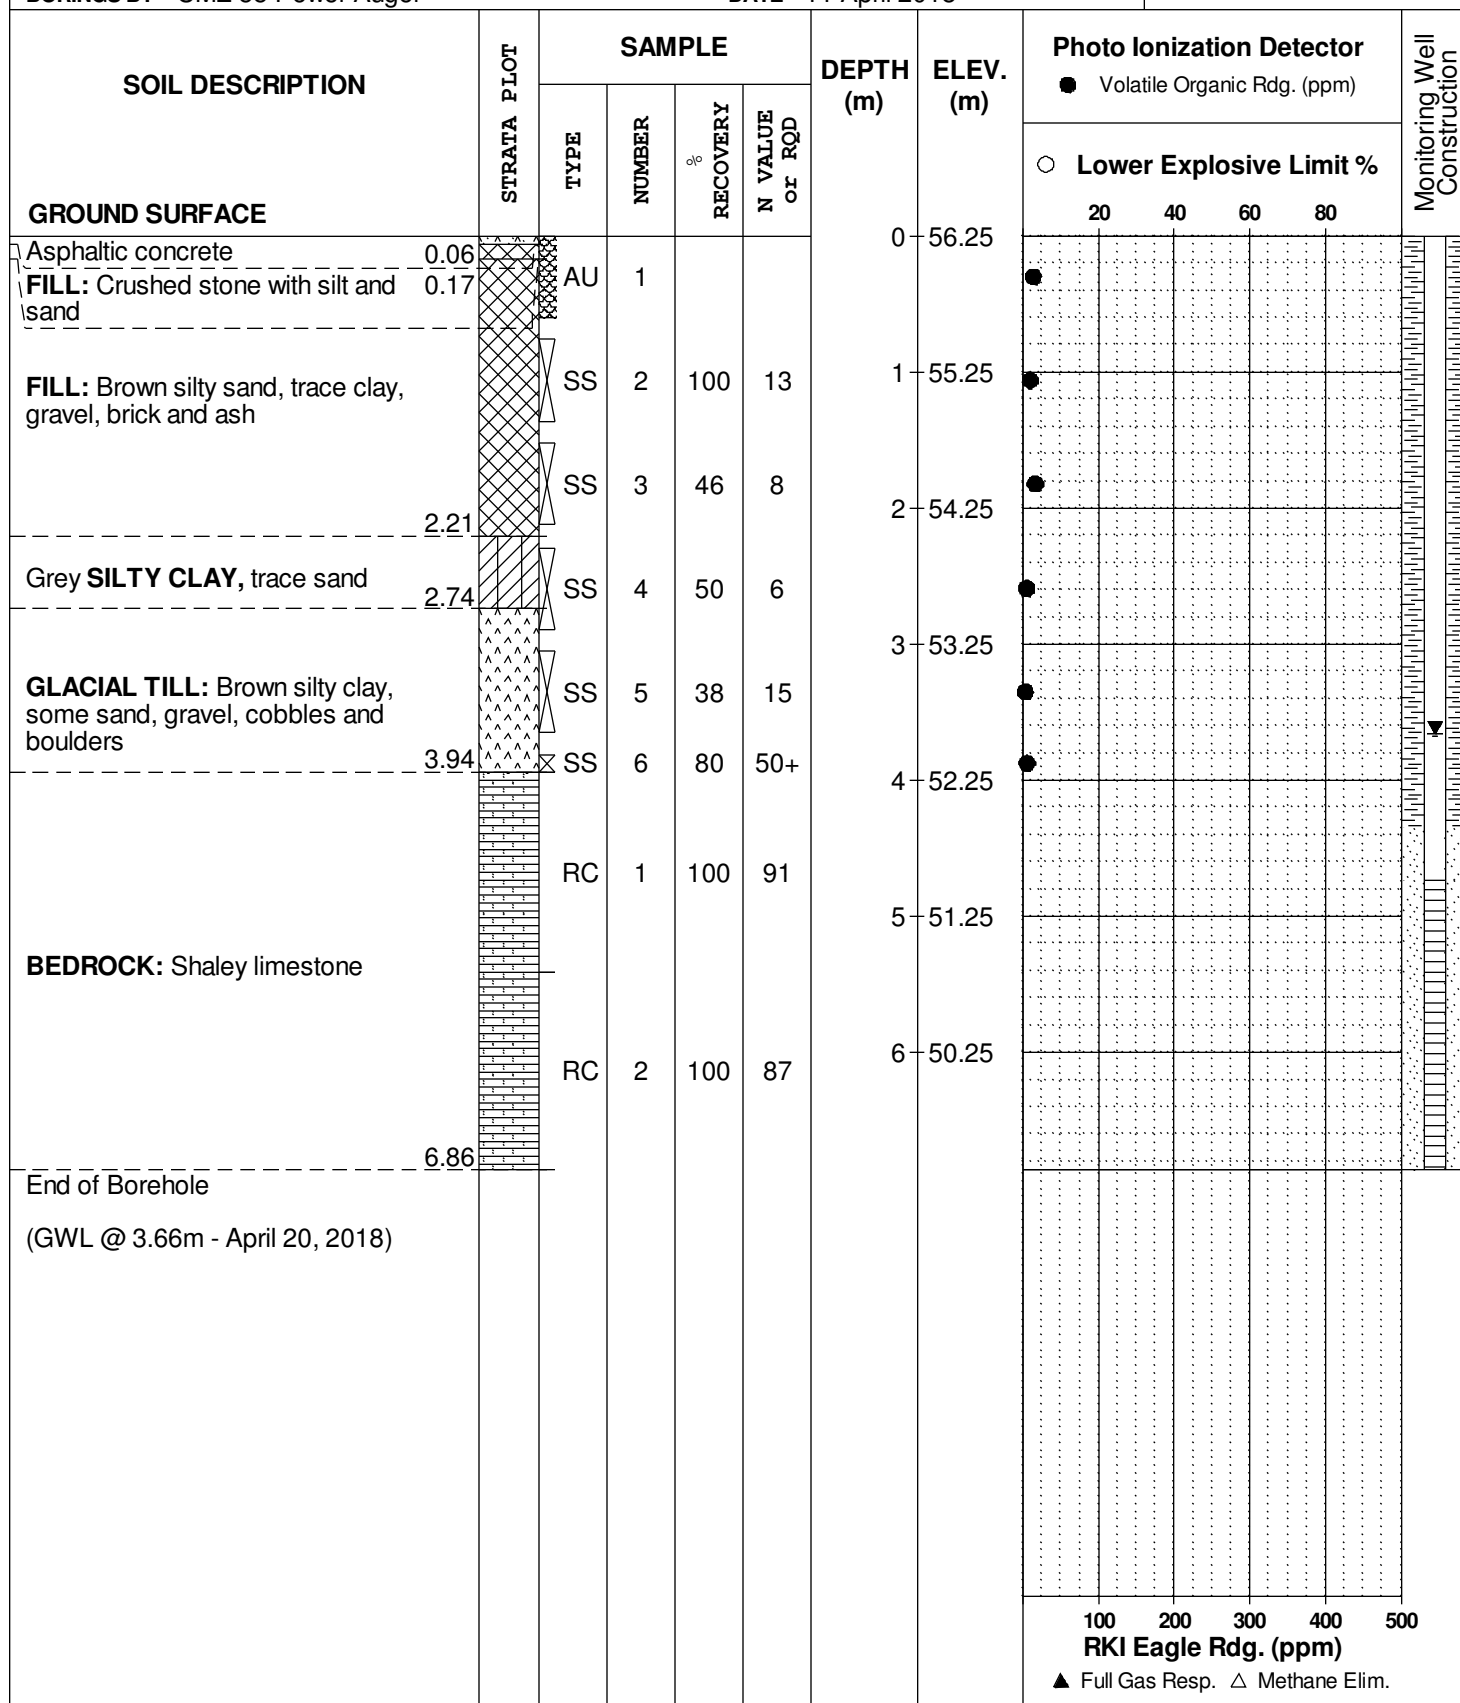 SOIL DESCRIPTION
GROUND SURFACE
STRATA PLOT
SAMPLE
TYPE
NUMBER
% RECOVERY
N VALUE
or RQD
DEPTH
(m)
ELEV.
(m)
Photo Ionization Detector
● Volatile Organic Rdg. (ppm)
○ Lower Explosive Limit %
20 40 60 80
Monitoring Well
Construction
0 56.25
Asphaltic concrete 0.06
FILL: Crushed stone with silt and 0.17
sand
AU 1
FILL: Brown silty sand, trace clay,
gravel, brick and ash
SS 2 100 13
1 55.25
SS 3 46 8
2 54.25
2.21
Grey SILTY CLAY, trace sand
2.74
SS 4 50 6
3 53.25
GLACIAL TILL: Brown silty clay,
some sand, gravel, cobbles and
boulders
3.94
SS 5 38 15
SS 6 80 50+
4 52.25
RC 1 100 91
5 51.25
BEDROCK: Shaley limestone
6 50.25
RC 2 100 87
6.86
End of Borehole
(GWL @ 3.66m - April 20, 2018)
100 200 300 400 500
RKI Eagle Rdg. (ppm)
▲ Full Gas Resp. △ Methane Elim.